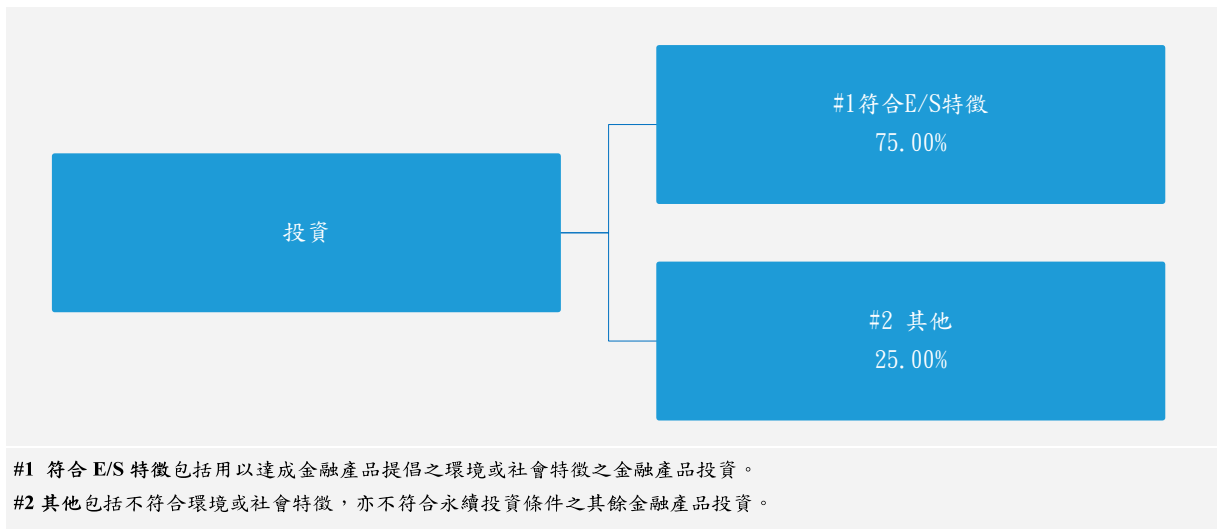 #1符合E/S特徵
75.00%
投資
#2 其他
25.00%
#1 符合 E/S 特徵包括用以達成金融產品提倡之環境或社會特徵之金融產品投資。
#2 其他包括不符合環境或社會特徵，亦不符合永續投資條件之其餘金融產品投資。